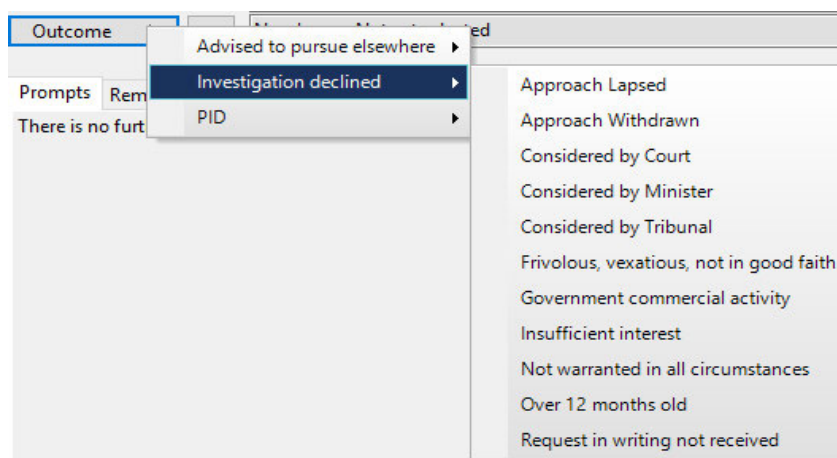 Outcome
ed
Advised to pursue elsewhere
Investigation declined
PID
Prompts Rem
There is no furt
Approach Lapsed
Approach Withdrawn
Considered by Court
Considered by Minister
Considered by Tribunal
Frivolous, vexatious, not in good faith
Government commercial activity
Insufficient interest
Not warranted in all circumstances
Over 12 months old
Request in writing not received